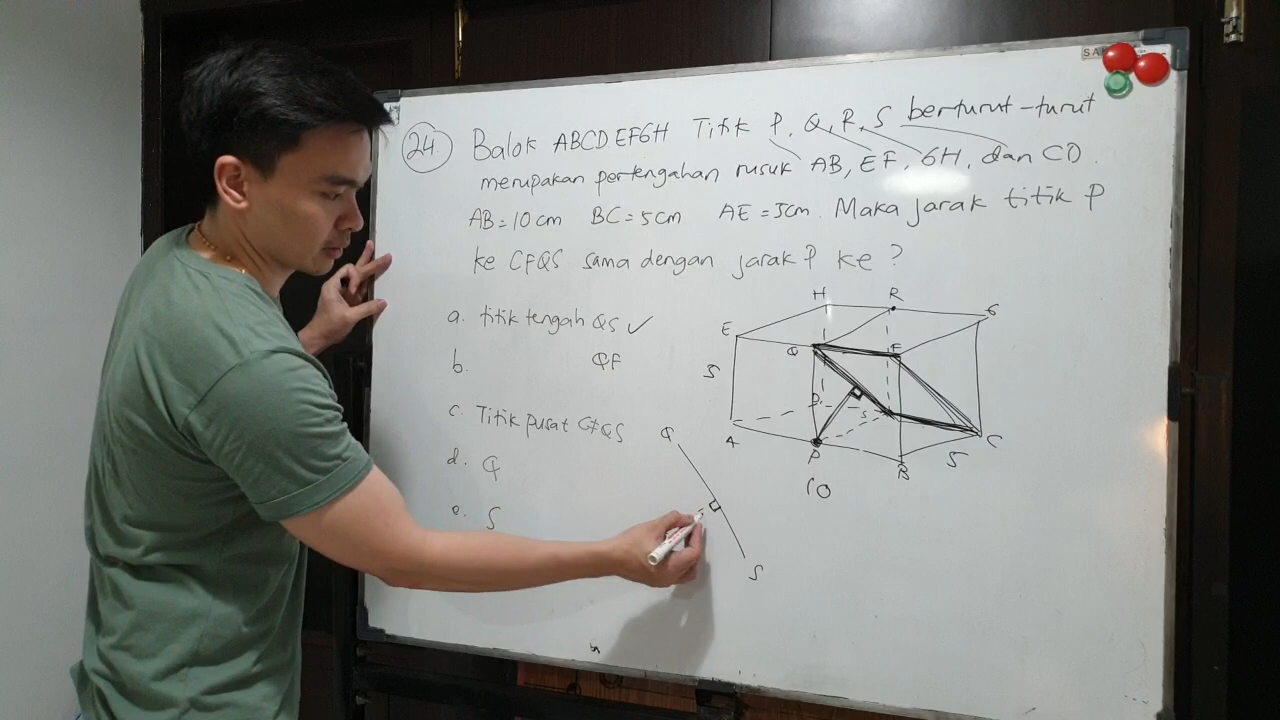 24 Balok ABCD.EFGH Titik P, Q, R, S berturut-turut
merupakan pertengahan rusuk AB, EF, GH, dan CD.
AB = 10 cm BC = 5 cm AE = 5 cm. Maka jarak titik P
ke CFQS sama dengan jarak P ke ?
a. titik tengah QS ✓
b. QF
c. Titik pusat CFQS
d. Q
e. S
H R G
E Q F
5
D S
A P B 5 C
10
Q
S